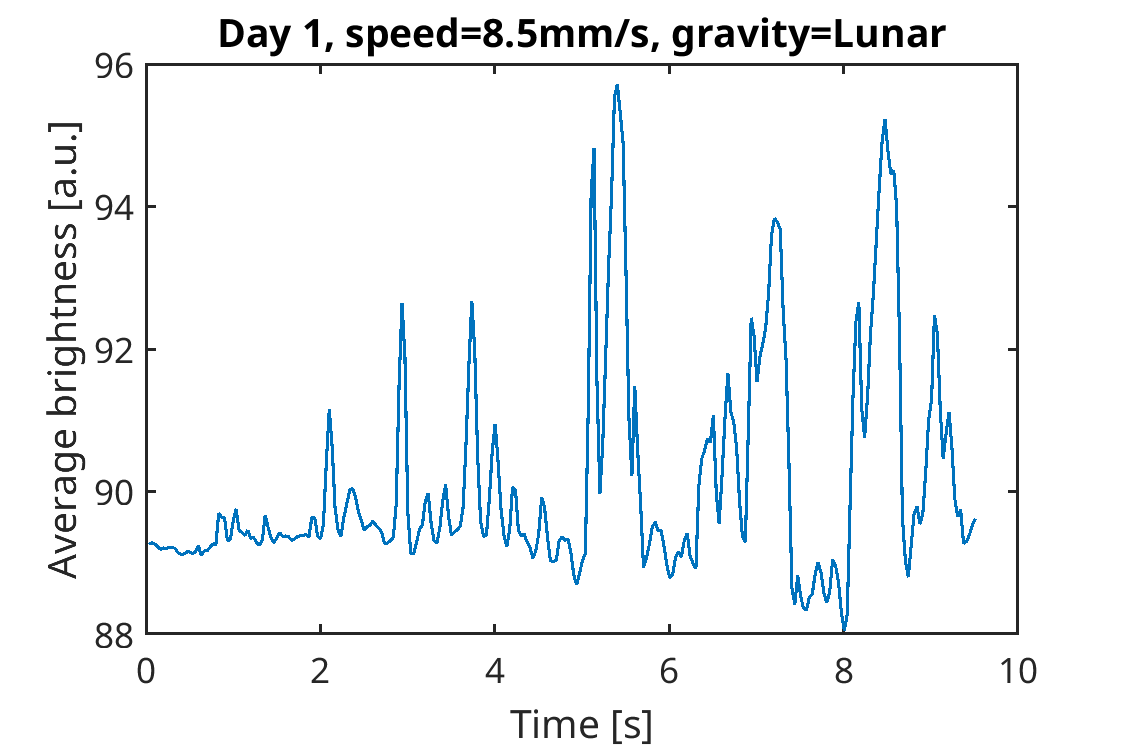 Day 1, speed=8.5mm/s, gravity=Lunar
96
94
92
90
88
Average brightness [a.u.]
0 2 4 6 8 10
Time [s]